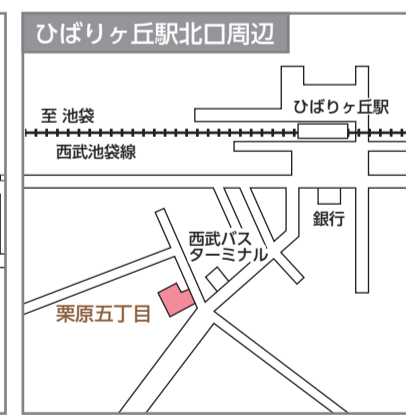 ひばりヶ丘駅北口周辺
ひばりヶ丘駅
至 池袋
西武池袋線
銀行
西武バス
ターミナル
栗原五丁目